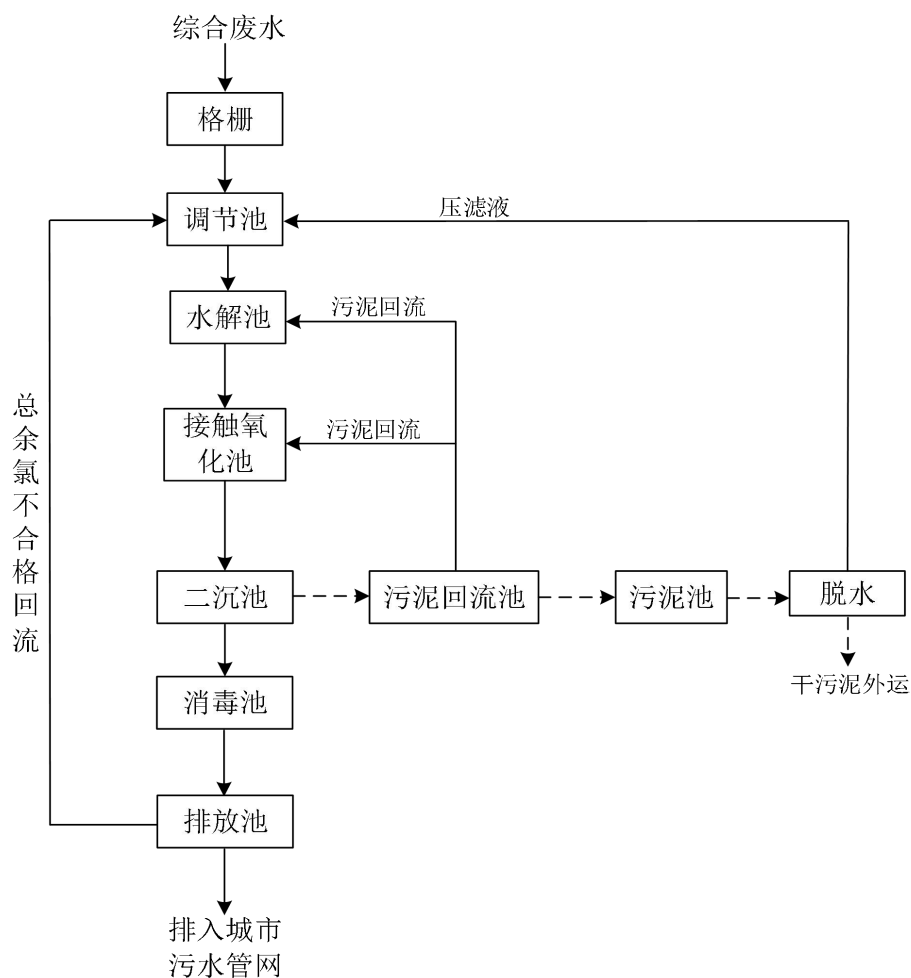 综合废水
格栅
调节池
压滤液
水解池
污泥回流
接触氧
化池
污泥回流
总余氯不合格回流
二沉池
污泥回流池
污泥池
脱水
消毒池
干污泥外运
排放池
排入城市
污水管网